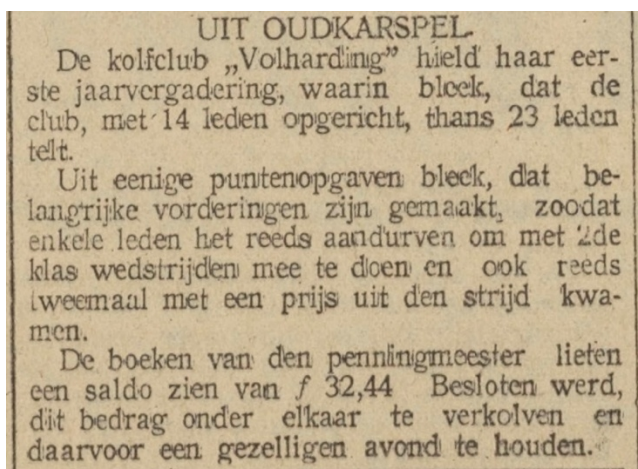 UIT OUDKARSPEL.
De kolfclub „Volharding” hield haar eer-
ste jaarvergadering, waarin bleek, dat de
club, met 14 leden opgericht, thans 23 leden
telt.
Uit eenige puntenopgaven bleek, dat be-
langrijke vorderingen zijn gemaakt, zoodat
enkele leden het reeds aandurven om met 2de
klas wedstrijden mee te doen en ook reeds
tweemaal met een prijs uit den strijd kwa-
men.
De boeken van den penningmeester lieten
een saldo zien van ƒ 32,44 Besloten werd,
dit bedrag onder elkaar te verkolven en
daarvoor een gezelligen avond te houden.